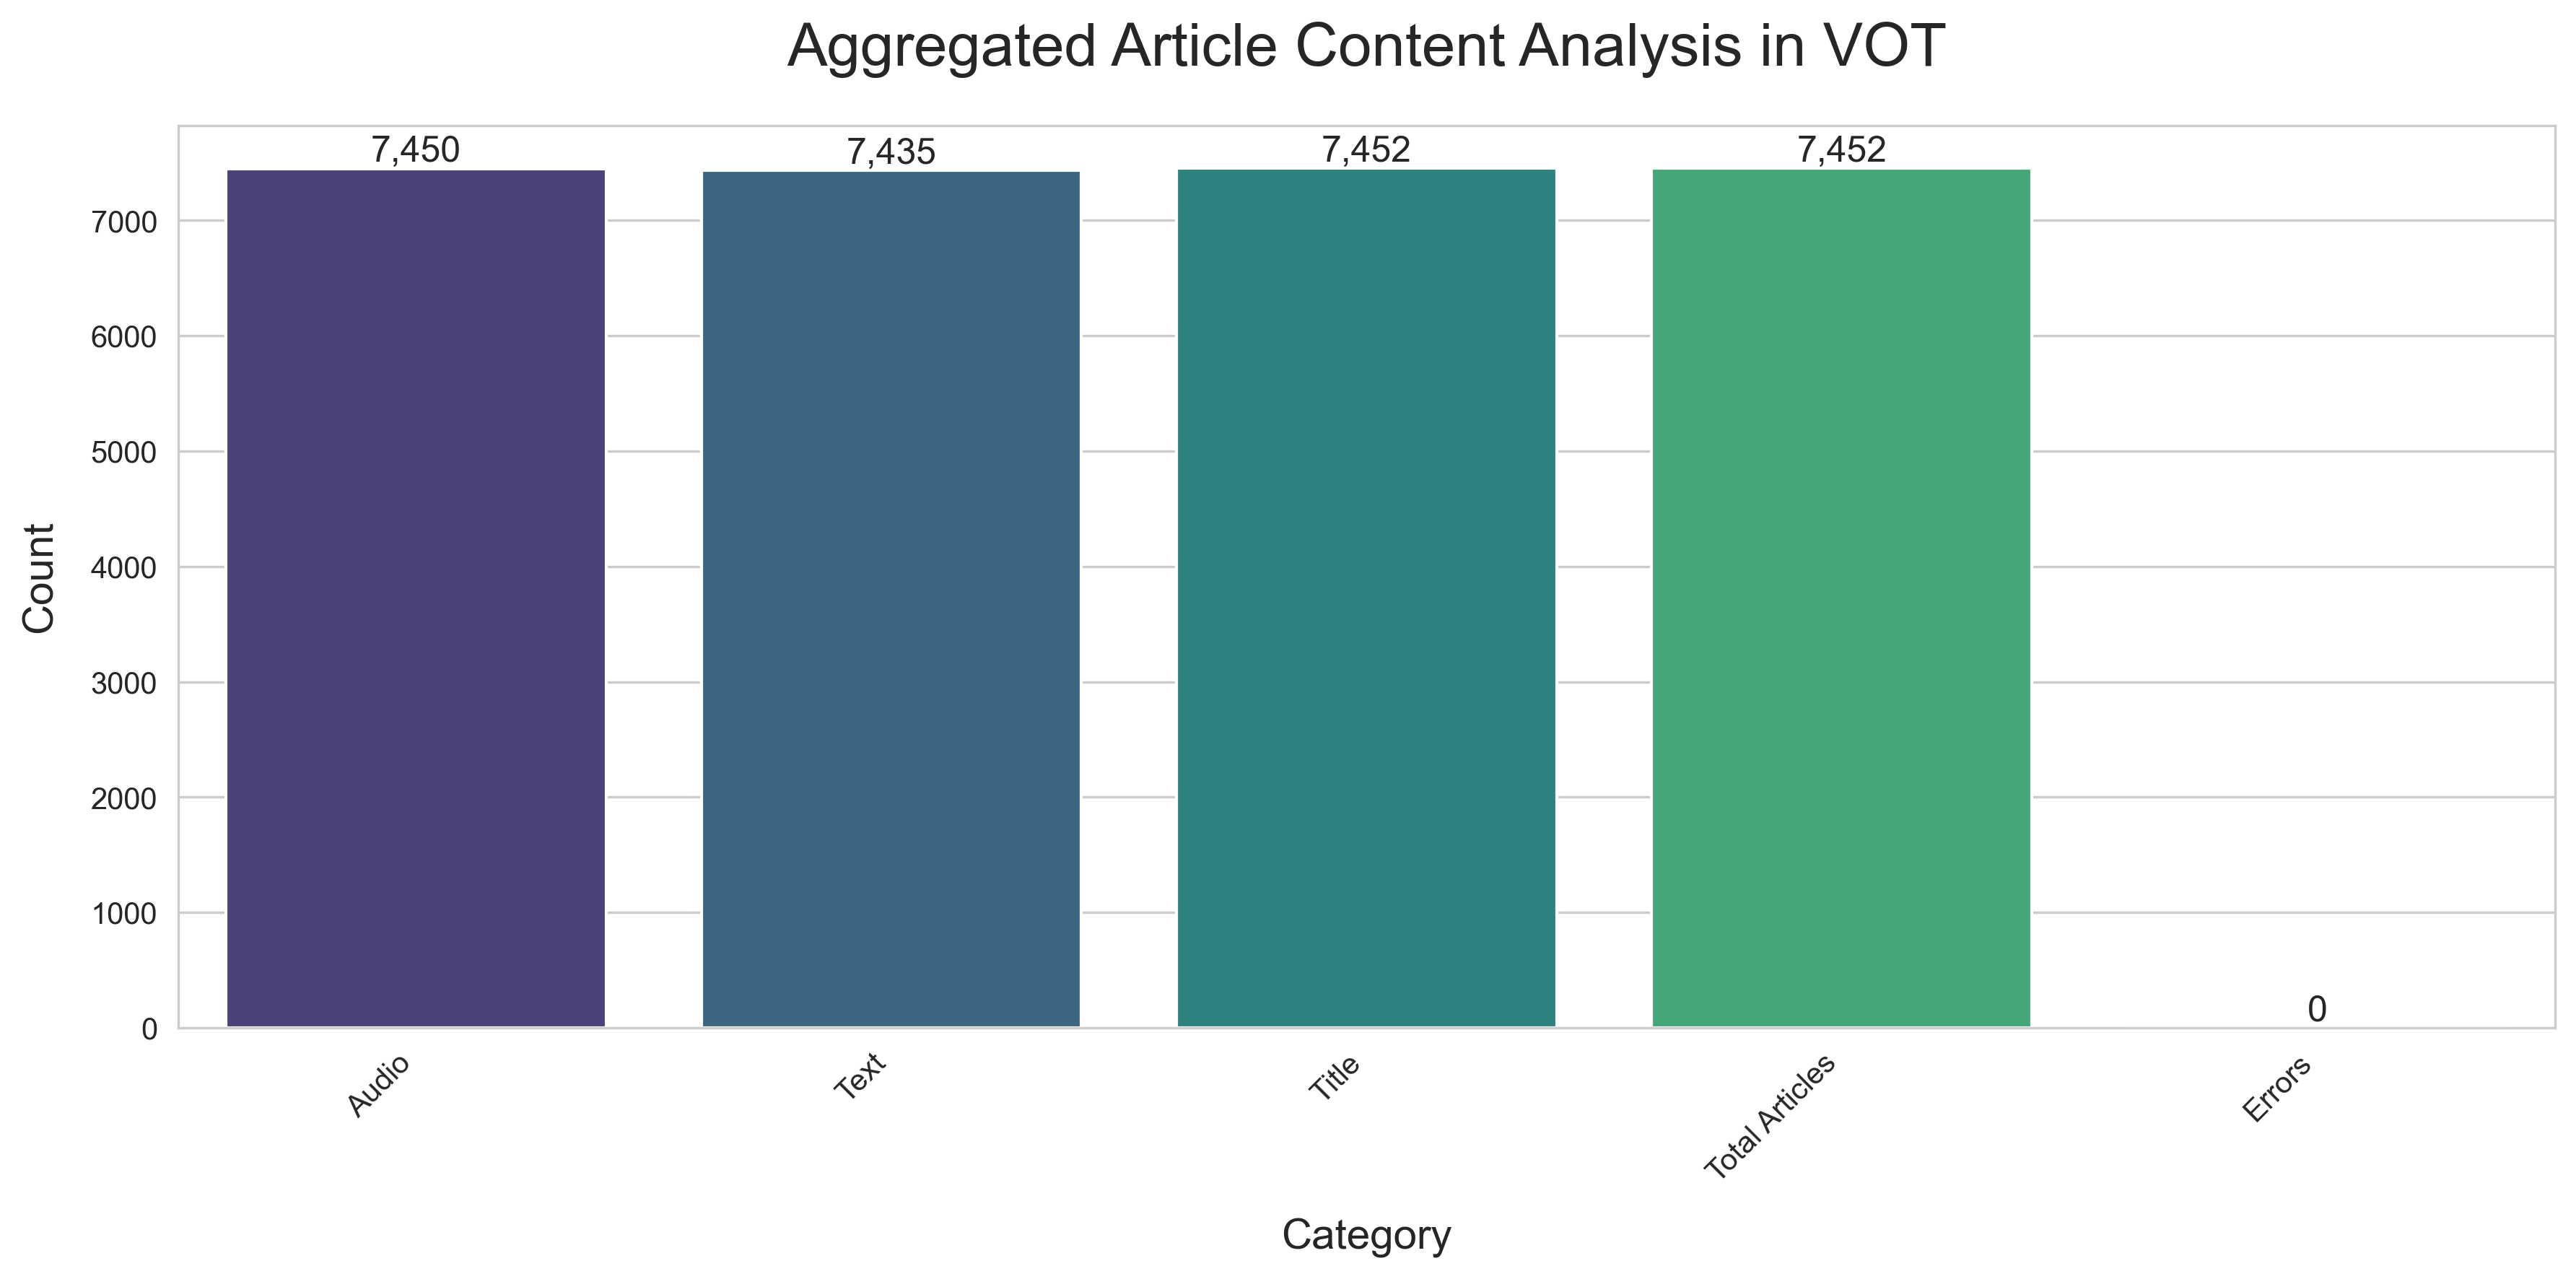 Aggregated Article Content Analysis in VOT
7,450
7,435
7,452
7,452
0
7000
6000
5000
4000
3000
2000
1000
0
Count
Audio
Text
Title
Total Articles
Errors
Category